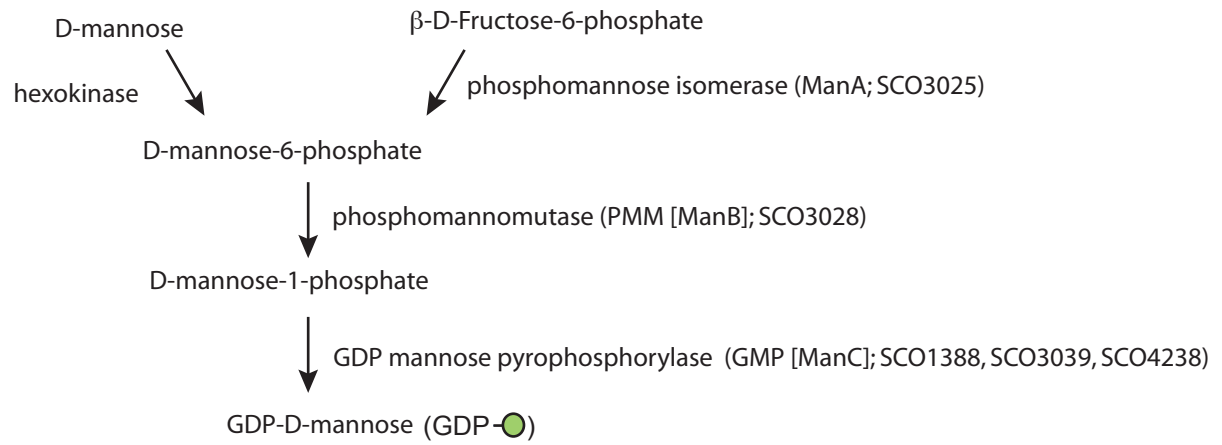 D-mannose
β-D-Fructose-6-phosphate
hexokinase
phosphomannose isomerase (ManA; SCO3025)
D-mannose-6-phosphate
phosphomannomutase (PMM [ManB]; SCO3028)
D-mannose-1-phosphate
GDP mannose pyrophosphorylase (GMP [ManC]; SCO1388, SCO3039, SCO4238)
GDP-D-mannose (GDP- )